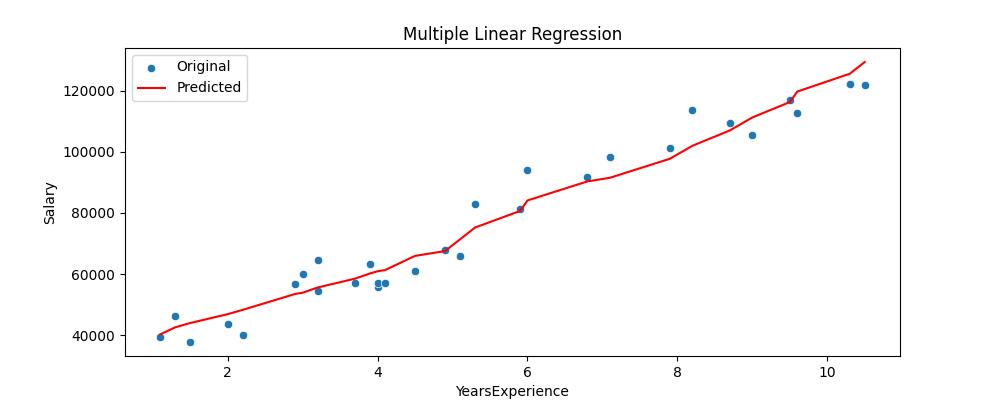 Multiple Linear Regression
Original
Predicted
120000
100000
80000
60000
40000
Salary
2 4 6 8 10
YearsExperience